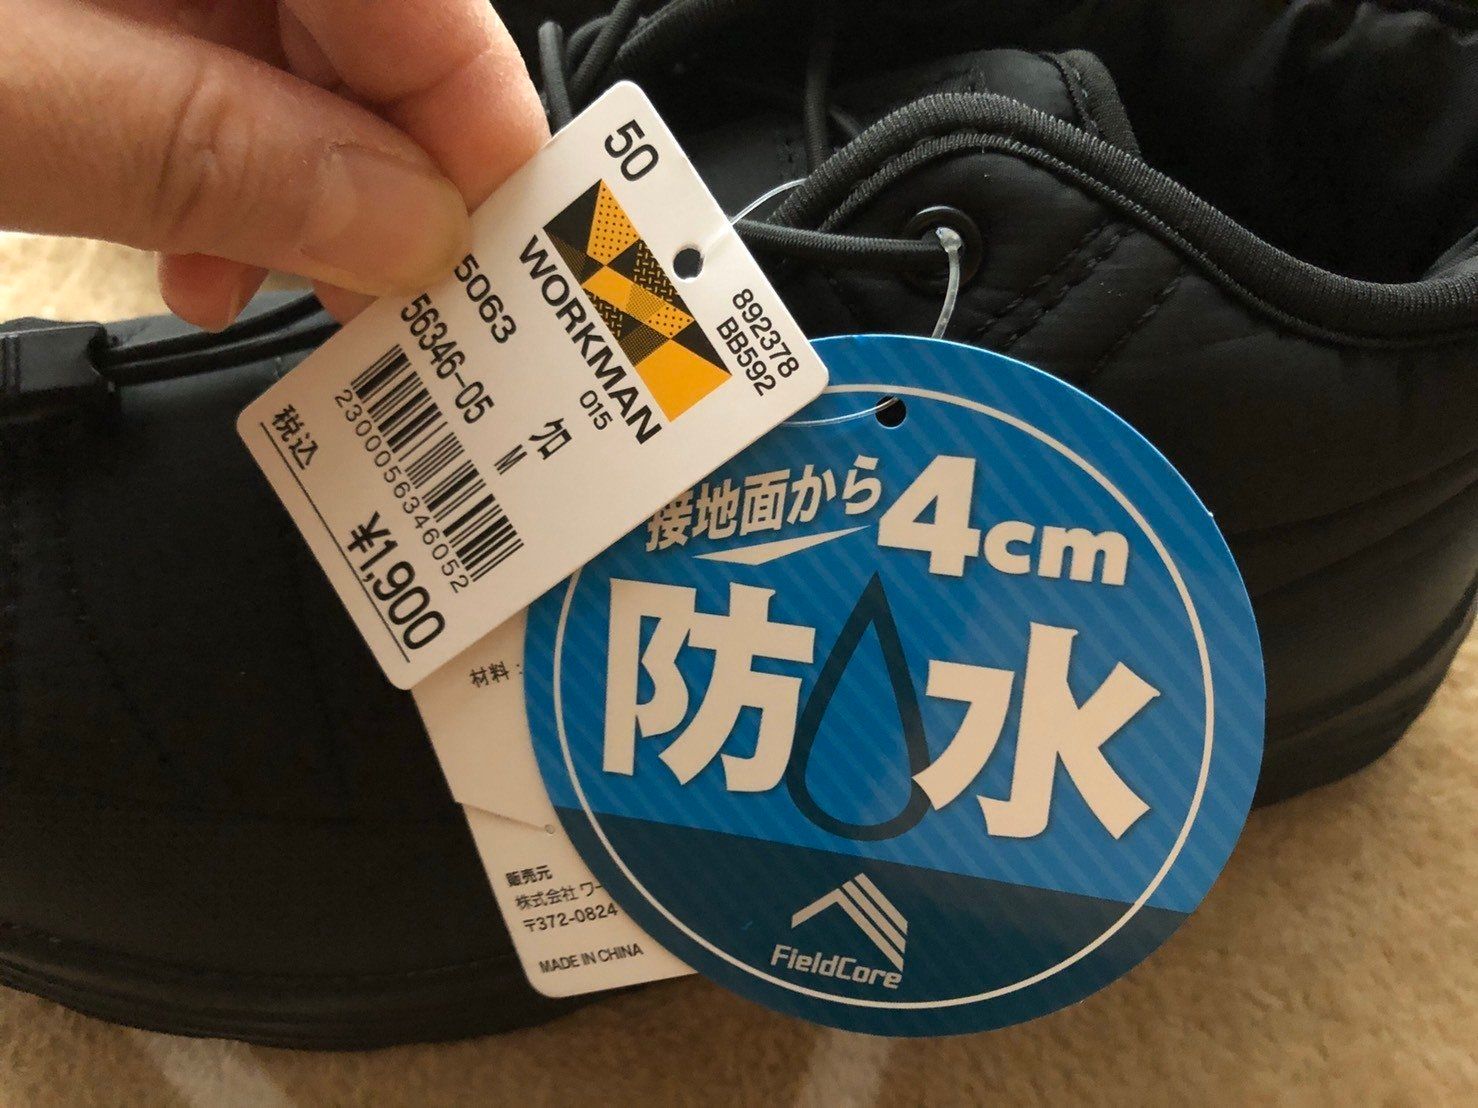 50
WORKMAN
892378
BB592
5063
015
56346-05
クロ
M
2300056346052
税込
¥1,900
接地面から4cm
防水
FieldCore
材料:
販売元
株式会社 ワー
〒372-0824
MADE IN CHINA